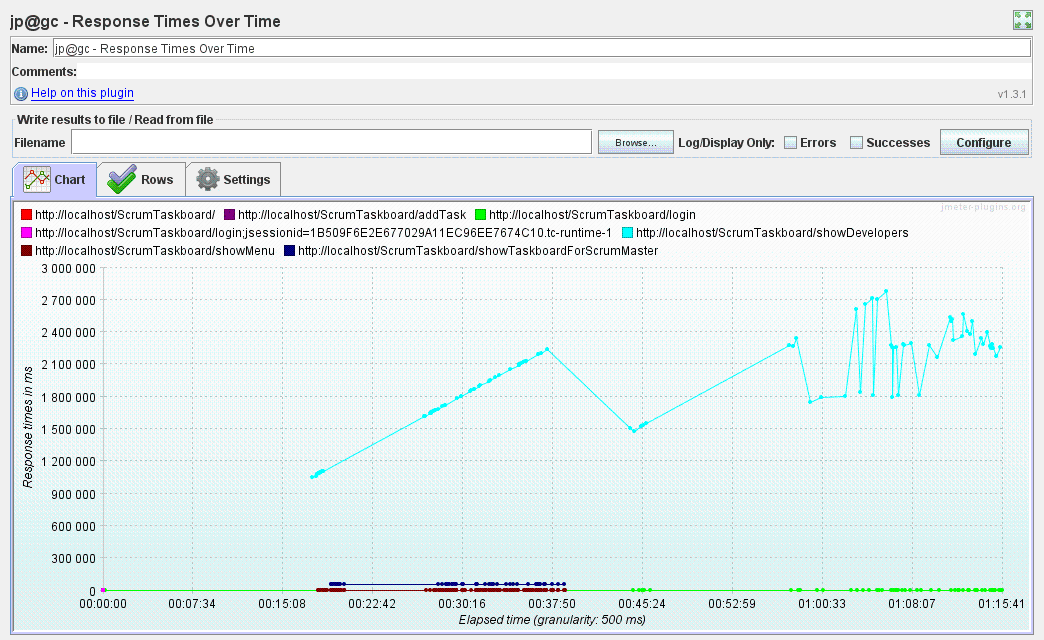 jp@gc - Response Times Over Time
Name: jp@gc - Response Times Over Time
Comments:
Help on this plugin
v1.3.1
Write results to file / Read from file
Filename Browse... Log/Display Only: Errors Successes Configure
Chart Rows Settings
jmeter-plugins.org
http://localhost/ScrumTaskboard/ http://localhost/ScrumTaskboard/addTask http://localhost/ScrumTaskboard/login
http://localhost/ScrumTaskboard/login;jsessionid=1B509F6E2E677029A11EC96EE7674C10.tc-runtime-1 http://localhost/ScrumTaskboard/showDevelopers
http://localhost/ScrumTaskboard/showMenu http://localhost/ScrumTaskboard/showTaskboardForScrumMaster
3 000 000
2 700 000
2 400 000
2 100 000
1 800 000
1 500 000
1 200 000
900 000
600 000
300 000
0
Response times in ms
00:00:00 00:07:34 00:15:08 00:22:42 00:30:16 00:37:50 00:45:24 00:52:59 01:00:33 01:08:07 01:15:41
Elapsed time (granularity: 500 ms)